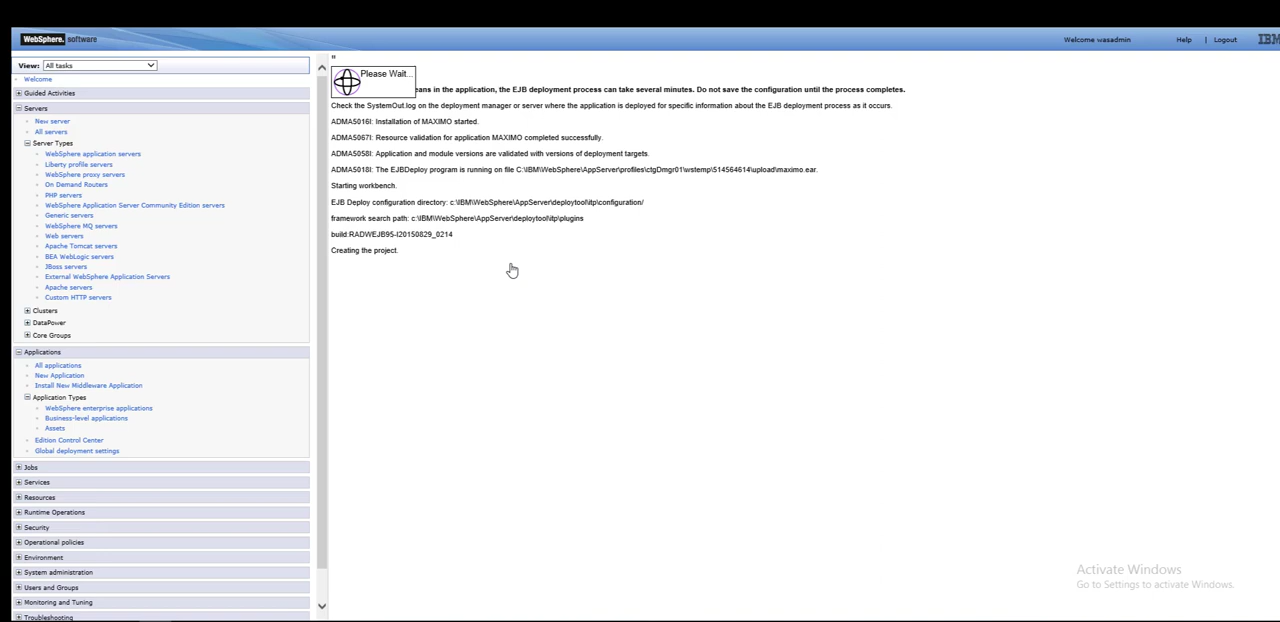 WebSphere. software
Welcome wasadmin
Help | Logout
IBM
View: All tasks
Welcome
Guided Activities
Servers
New server
All servers
Server Types
WebSphere application servers
Liberty profile servers
WebSphere proxy servers
On Demand Routers
PHP servers
WebSphere Application Server Community Edition servers
Generic servers
WebSphere MQ servers
Web servers
Apache Tomcat servers
BEA WebLogic servers
JBoss servers
External WebSphere Application Servers
Apache servers
Custom HTTP servers
Clusters
DataPower
Core Groups
Applications
All applications
New Application
Install New Middleware Application
Application Types
WebSphere enterprise applications
Business-level applications
Assets
Edition Control Center
Global deployment settings
Jobs
Services
Resources
Runtime Operations
Security
Operational policies
Environment
System administration
Users and Groups
Monitoring and Tuning
Troubleshooting
"
Please Wait...
eans in the application, the EJB deployment process can take several minutes. Do not save the configuration until the process completes.
Check the SystemOut.log on the deployment manager or server where the application is deployed for specific information about the EJB deployment process as it occurs.
ADMA5016I: Installation of MAXIMO started.
ADMA5067I: Resource validation for application MAXIMO completed successfully.
ADMA5058I: Application and module versions are validated with versions of deployment targets.
ADMA5018I: The EJBDeploy program is running on file C:\IBM\WebSphere\AppServer\profiles\ctgDmgr01\wstemp\514564614\upload\maximo.ear.
Starting workbench.
EJB Deploy configuration directory: c:\IBM\WebSphere\AppServer\deploytool\itp\configuration/
framework search path: c:\IBM\WebSphere\AppServer\deploytool\itp\plugins
build:RADWEJB95-I20150829_0214
Creating the project.
Activate Windows
Go to Settings to activate Windows.